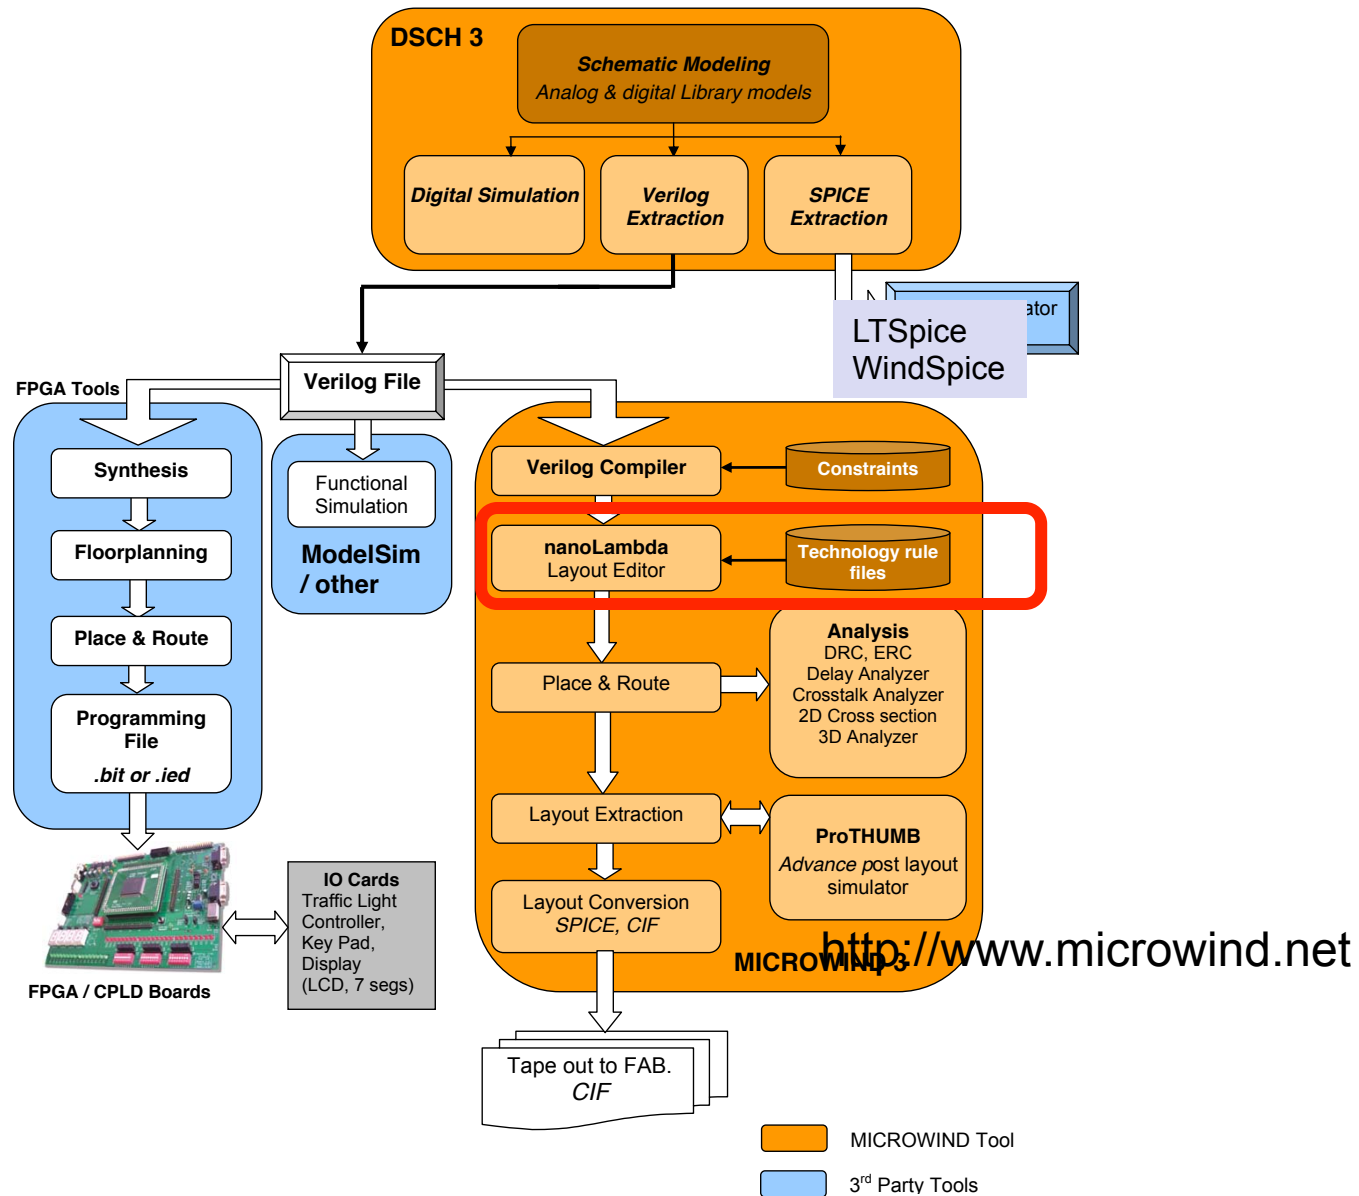 DSCH 3
Schematic Modeling
Analog & digital Library models
Digital Simulation
Verilog
Extraction
SPICE
Extraction
ator
LTSpice
WindSpice
Verilog File
FPGA Tools
Synthesis
Floorplanning
Place & Route
Programming
File
.bit or .ied
FPGA / CPLD Boards
IO Cards
Traffic Light
Controller,
Key Pad,
Display
(LCD, 7 segs)
Functional
Simulation
ModelSim
/ other
Verilog Compiler
Constraints
nanoLambda
Layout Editor
Technology rule
files
Place & Route
Analysis
DRC, ERC
Delay Analyzer
Crosstalk Analyzer
2D Cross section
3D Analyzer
Layout Extraction
ProTHUMB
Advance post layout
simulator
Layout Conversion
SPICE, CIF
MICROWIND 3
http://www.microwind.net
Tape out to FAB.
CIF
MICROWIND Tool
3rd Party Tools